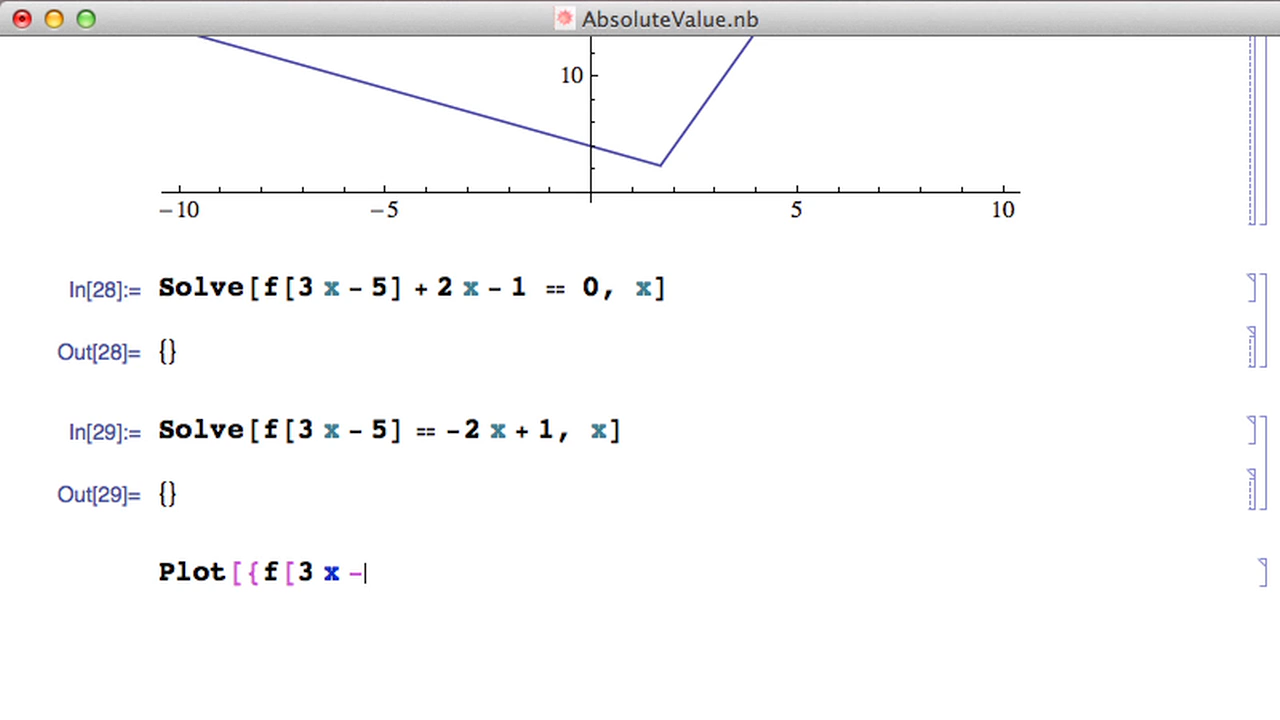 AbsoluteValue.nb
10
−10 −5 5 10
In[28]:= Solve[f[3 x − 5] + 2 x − 1 == 0, x]
Out[28]= {}
In[29]:= Solve[f[3 x − 5] == −2 x + 1, x]
Out[29]= {}
Plot[{f[3 x −